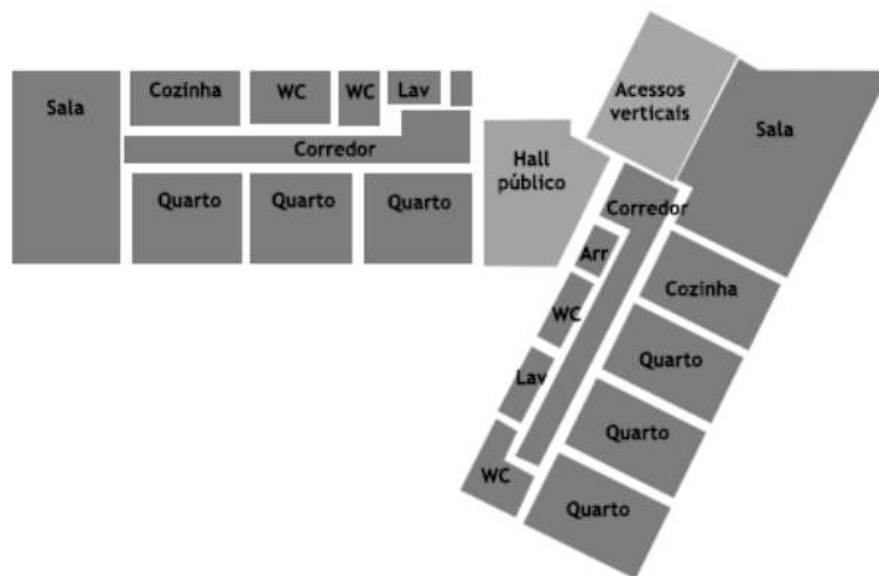 Sala
Cozinha
WC
WC
Lav
Corredor
Quarto
Quarto
Quarto
Hall
público
Acessos
verticais
Sala
Corredor
Arr
WC
Lav
WC
Cozinha
Quarto
Quarto
Quarto